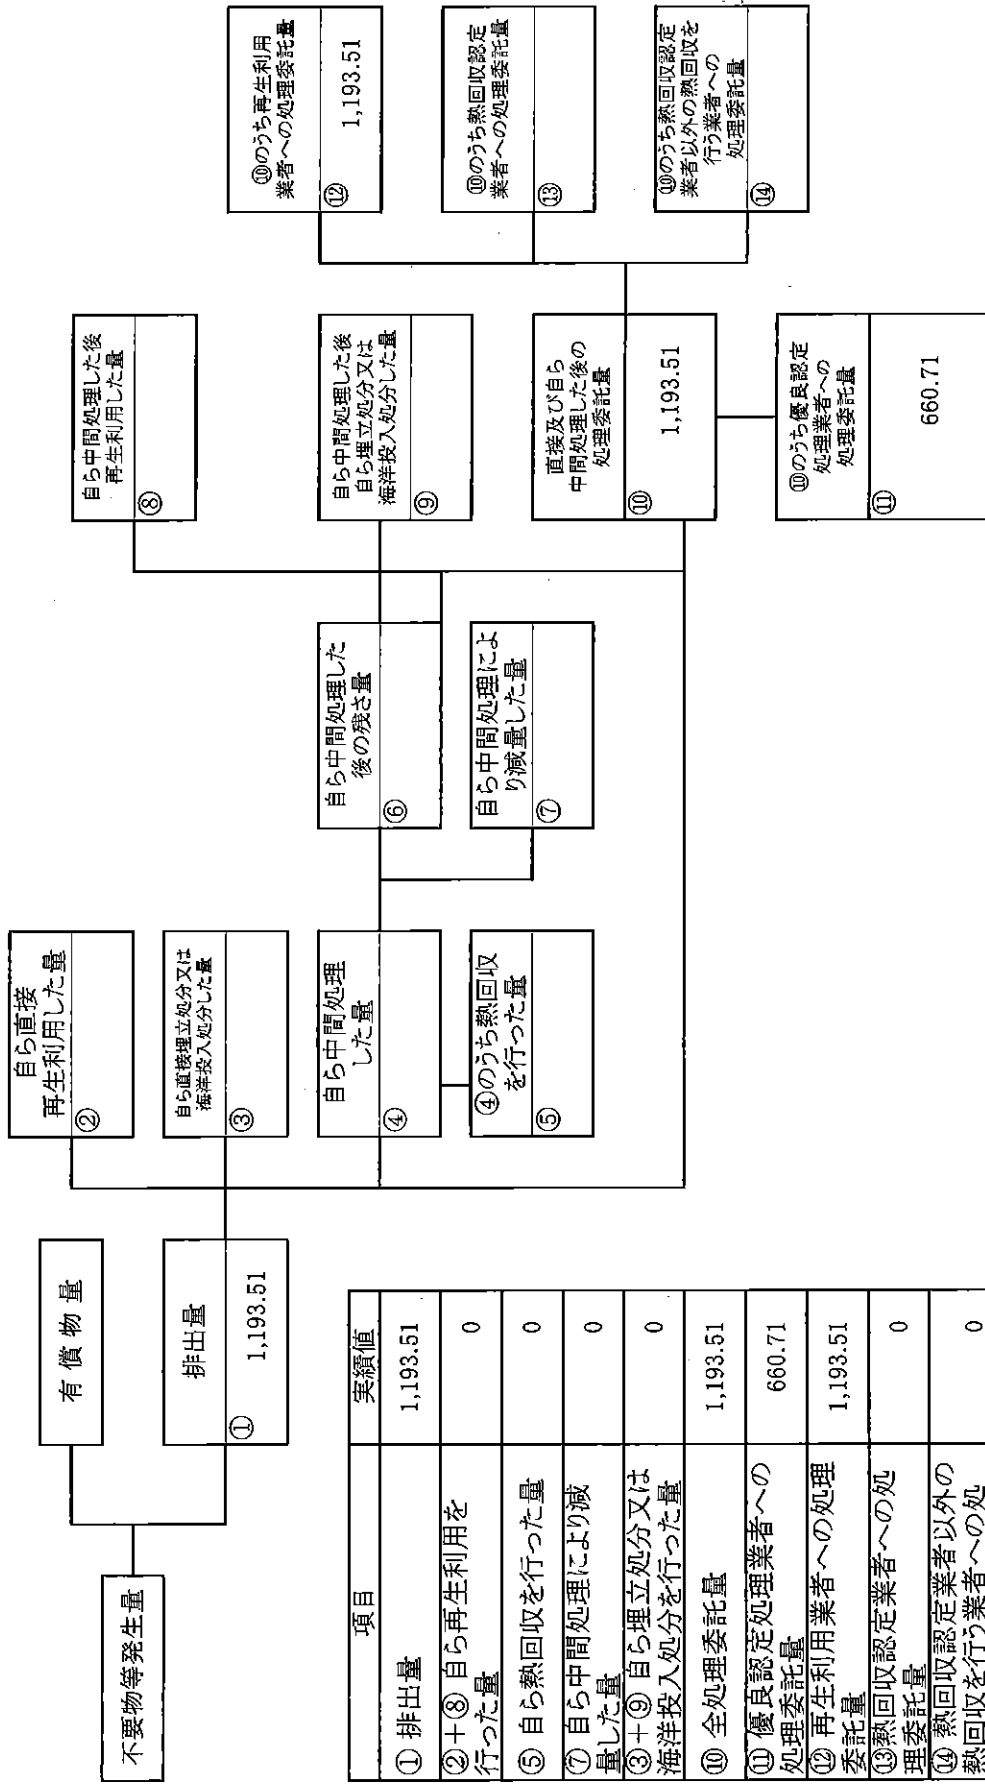 不要物等発生量
有償物量
排出量
①
1,193.51
自ら直接
再生利用した量
②
自ら直接埋立処分又は
海洋投入処分した量
③
自ら中間処理
した量
④
④のうち熱回収
を行った量
⑤
自ら中間処理した
後の残さ量
⑥
自ら中間処理によ
り減量した量
⑦
自ら中間処理した後
再生利用した量
⑧
自ら中間処理した後
自ら埋立処分又は
海洋投入処分した量
⑨
直接及び自ら
中間処理した後の
処理委託量
⑩
1,193.51
⑩のうち優良認定
処理業者への
処理委託量
⑪
660.71
⑩のうち再生利用
業者への処理委託量
⑫
1,193.51
⑩のうち熱回収認定
業者への処理委託量
⑬
⑩のうち熱回収認定
業者以外の熱回収を
行う業者への
処理委託量
⑭
項目 実績値
① 排出量 1,193.51
②＋⑧ 自ら再生利用を
行った量 0
⑤ 自ら熱回収を行った量 0
⑦ 自ら中間処理により減
量した量 0
③＋⑨ 自ら埋立処分又は
海洋投入処分を行った量 0
⑩ 全処理委託量 1,193.51
⑪ 優良認定処理業者への
処理委託量 660.71
⑫ 再生利用業者への処理
委託量 1,193.51
⑬熱回収認定業者への処
理委託量 0
⑭ 熱回収認定業者以外の
熱回収を行う業者への処 0